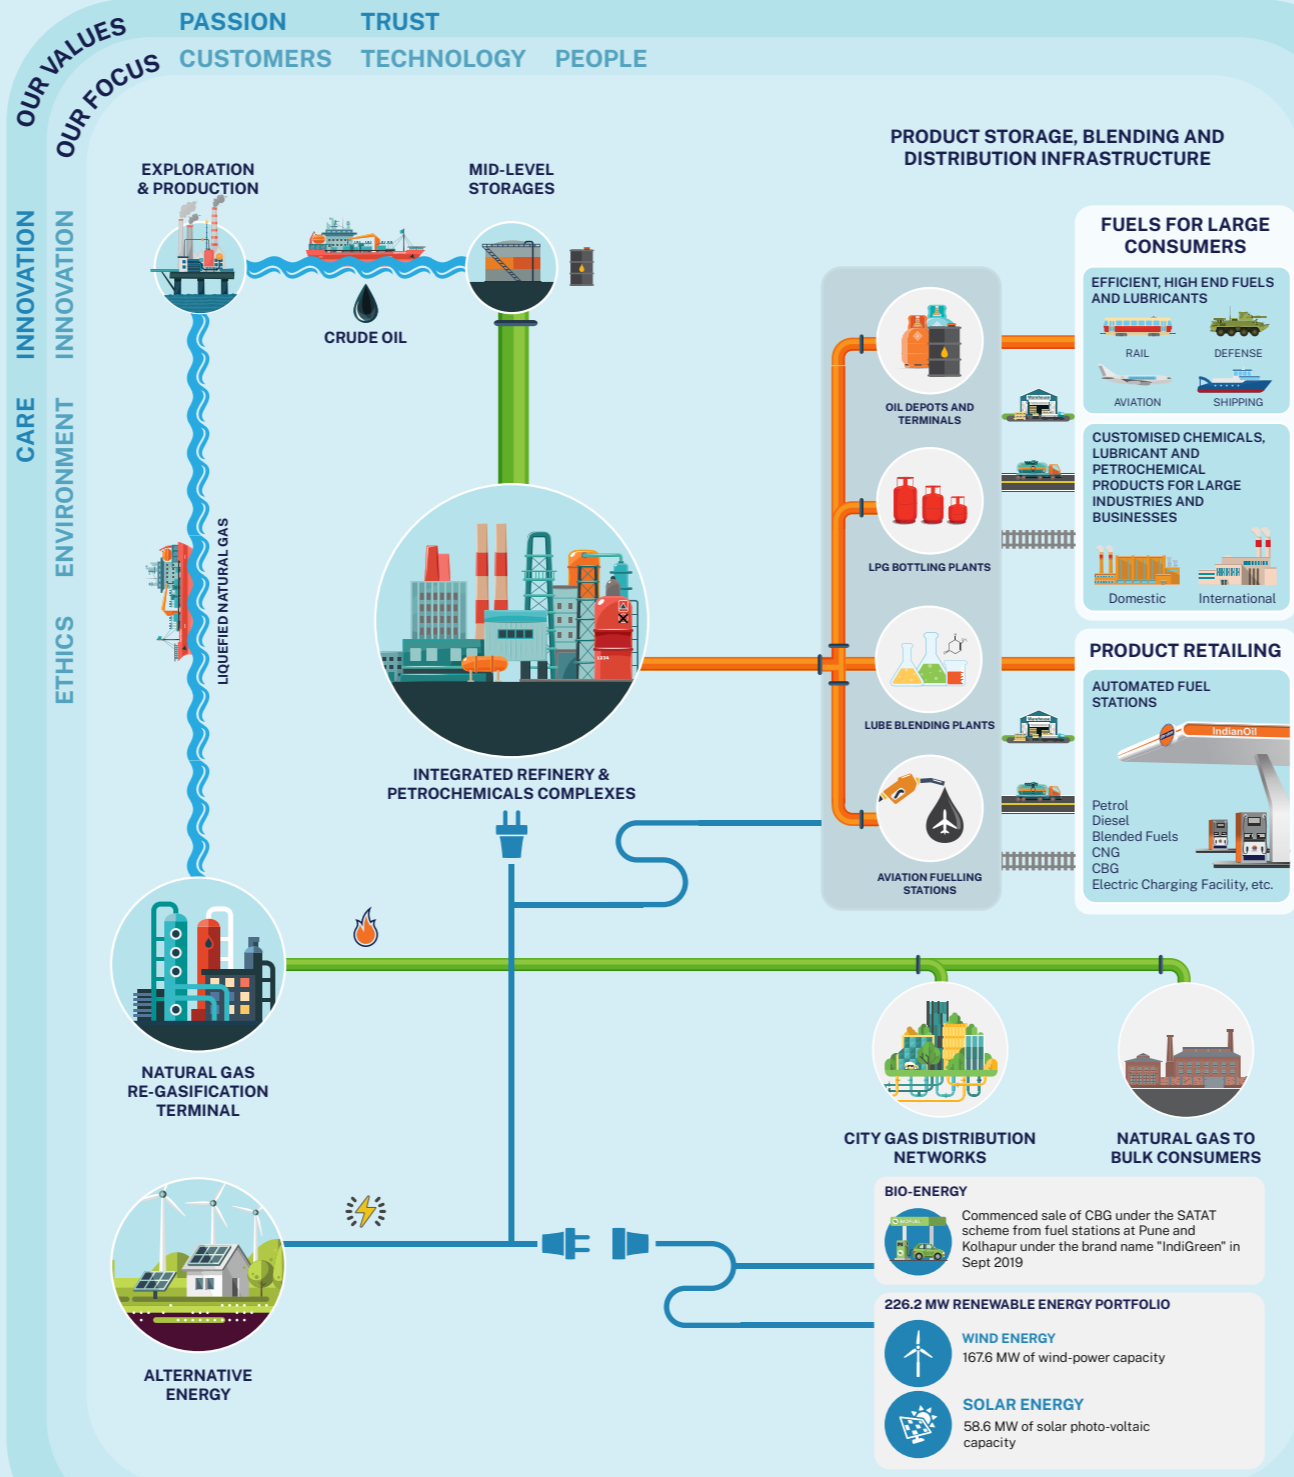 OUR VALUES
PASSION
TRUST
CARE
INNOVATION
OUR FOCUS
CUSTOMERS
TECHNOLOGY
PEOPLE
ETHICS
ENVIRONMENT
INNOVATION
EXPLORATION
& PRODUCTION
CRUDE OIL
MID-LEVEL
STORAGES
LIQUEFIED NATURAL GAS
INTEGRATED REFINERY &
PETROCHEMICALS COMPLEXES
PRODUCT STORAGE, BLENDING AND
DISTRIBUTION INFRASTRUCTURE
OIL DEPOTS AND
TERMINALS
LPG BOTTLING PLANTS
LUBE BLENDING PLANTS
AVIATION FUELLING
STATIONS
Warehouse
Warehouse
FUELS FOR LARGE
CONSUMERS
EFFICIENT, HIGH END FUELS
AND LUBRICANTS
RAIL
DEFENSE
AVIATION
SHIPPING
CUSTOMISED CHEMICALS,
LUBRICANT AND
PETROCHEMICAL
PRODUCTS FOR LARGE
INDUSTRIES AND
BUSINESSES
Domestic
International
PRODUCT RETAILING
AUTOMATED FUEL
STATIONS
IndianOil
Petrol
Diesel
Blended Fuels
CNG
CBG
Electric Charging Facility, etc.
NATURAL GAS
RE-GASIFICATION
TERMINAL
CITY GAS DISTRIBUTION
NETWORKS
NATURAL GAS TO
BULK CONSUMERS
ALTERNATIVE
ENERGY
BIO-ENERGY
Commenced sale of CBG under the SATAT
scheme from fuel stations at Pune and
Kolhapur under the brand name "IndiGreen" in
Sept 2019
226.2 MW RENEWABLE ENERGY PORTFOLIO
WIND ENERGY
167.6 MW of wind-power capacity
SOLAR ENERGY
58.6 MW of solar photo-voltaic
capacity